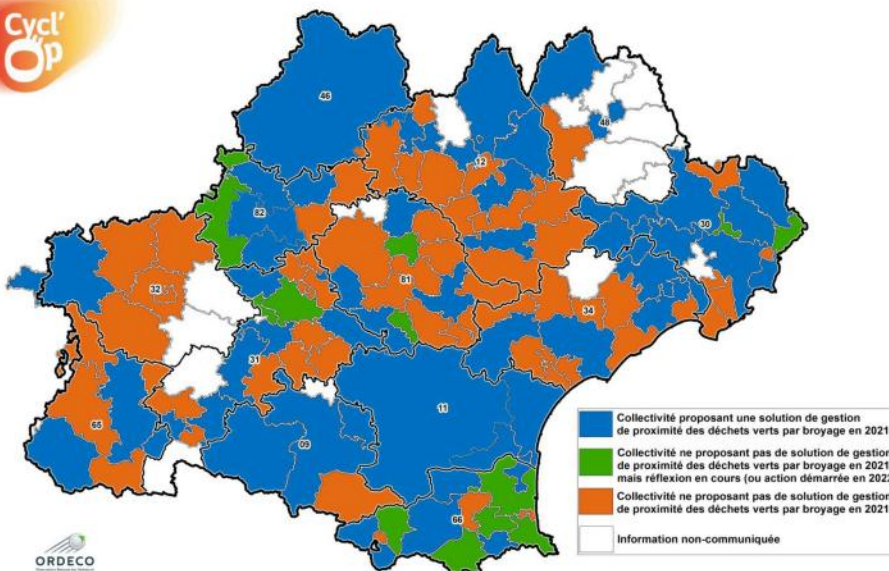 Cycl'
Op
46
48
12
82
30
32
81
34
31
65
11
09
66
Collectivité proposant une solution de gestion
de proximité des déchets verts par broyage en 2021
Collectivité ne proposant pas de solution de gestion
de proximité des déchets verts par broyage en 2021
mais réflexion en cours (ou action démarrée en 2022
Collectivité ne proposant pas de solution de gestion
de proximité des déchets verts par broyage en 2021
Information non-communiquée
ORDECO